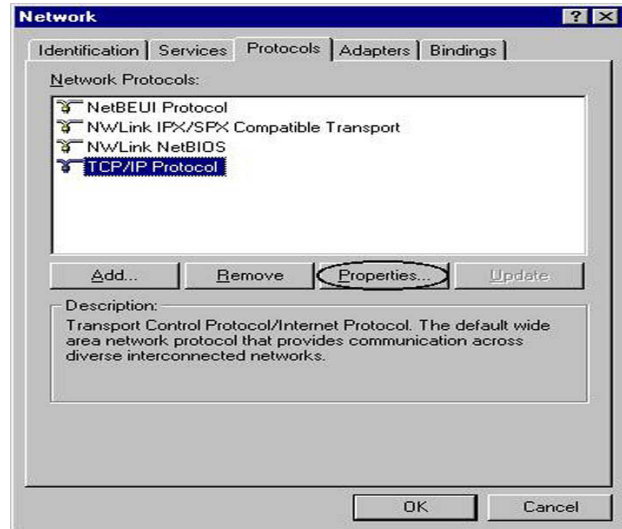 Network
Identification Services Protocols Adapters Bindings
Network Protocols:
NetBEUI Protocol
NWLink IPX/SPX Compatible Transport
NWLink NetBIOS
TCP/IP Protocol
Add... Remove Properties... Update
Description:
Transport Control Protocol/Internet Protocol. The default wide
area network protocol that provides communication across
diverse interconnected networks.
OK Cancel